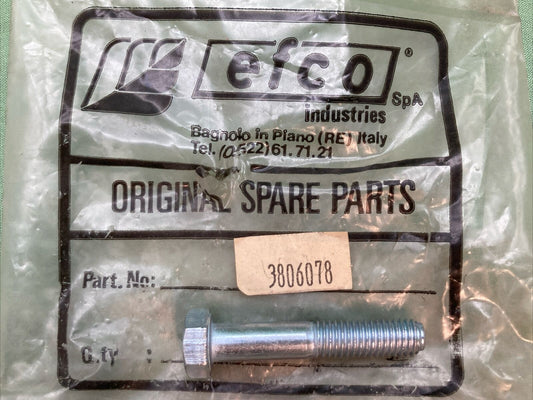 efco ®
SpA
industries
Bagnolo in Piano (RE) Italy
Tel. (0522) 61.71.21
ORIGINAL SPARE PARTS
3806078
Part. No:
Q.ty :